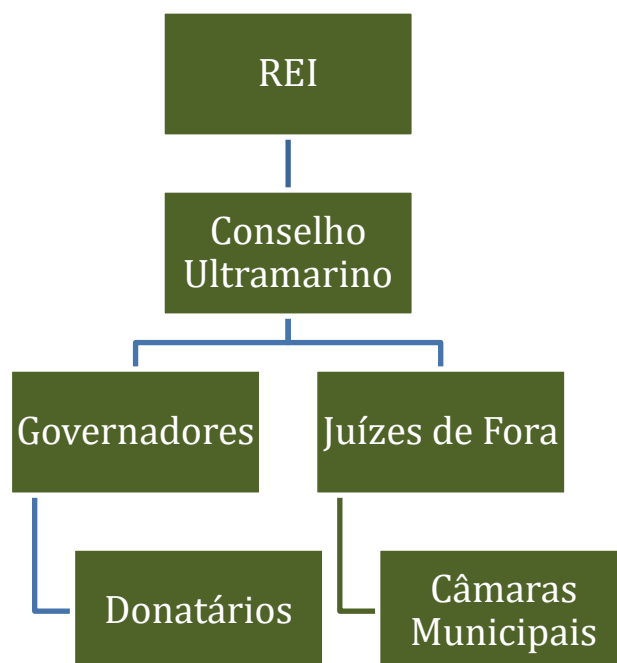 REI
Conselho
Ultramarino
Governadores
Juízes de Fora
Donatários
Câmaras
Municipais